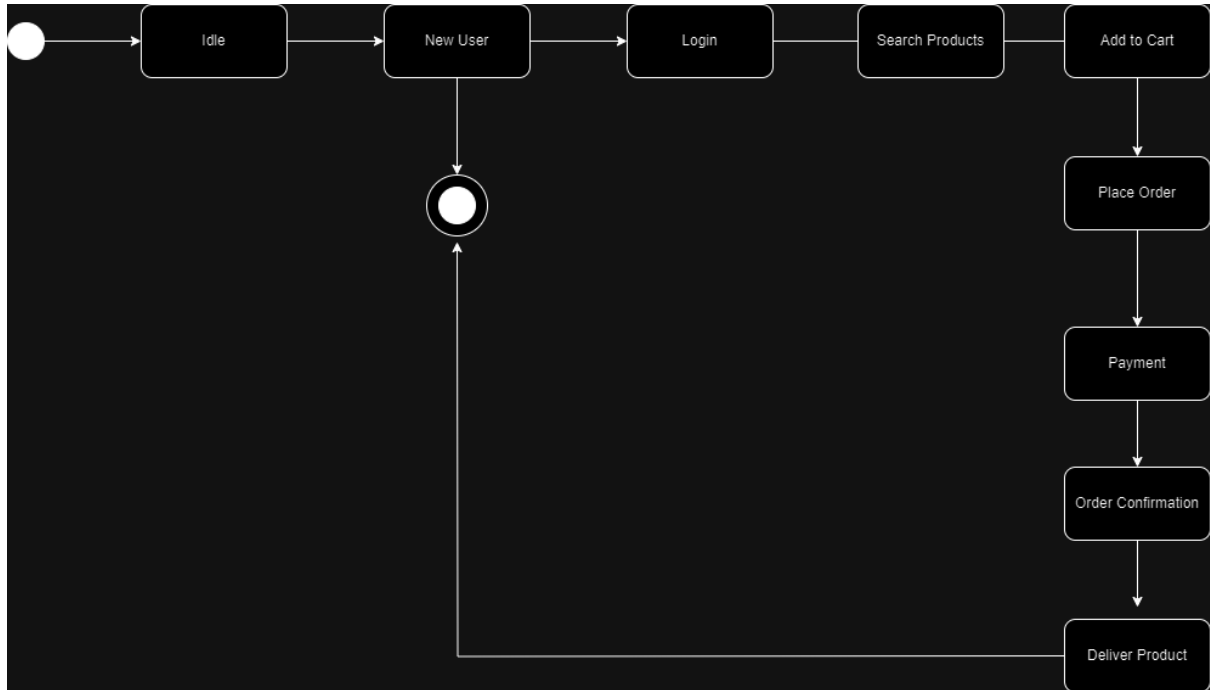 Idle
New User
Login
Search Products
Add to Cart
Place Order
Payment
Order Confirmation
Deliver Product